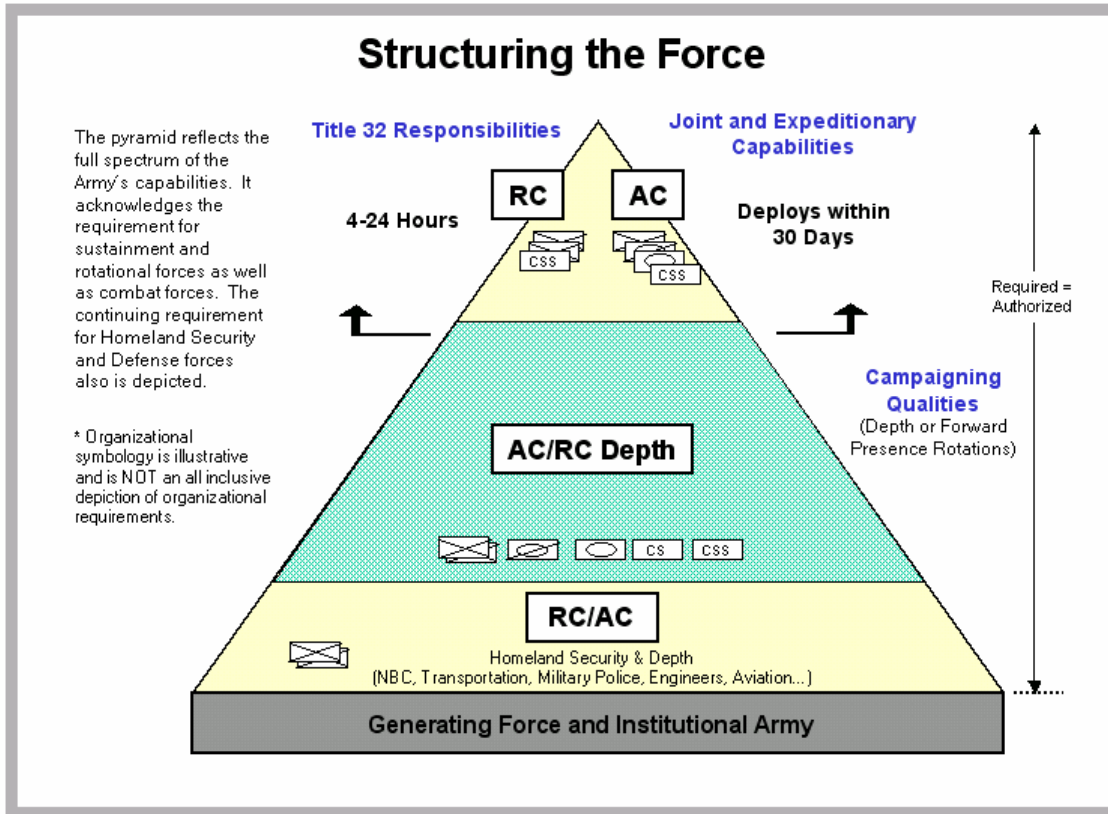 Structuring the Force
The pyramid reflects the
full spectrum of the
Army's capabilities. It
acknowledges the
requirement for
sustainment and
rotational forces as well
as combat forces. The
continuing requirement
for Homeland Security
and Defense forces
also is depicted.
* Organizational
symbology is illustrative
and is NOT an all inclusive
depiction of organizational
requirements.
Title 32 Responsibilities
Joint and Expeditionary
Capabilities
RC
AC
4-24 Hours
Deploys within
30 Days
CSS
CSS
Required =
Authorized
Campaigning
Qualities
(Depth or Forward
Presence Rotations)
AC/RC Depth
CS
CSS
RC/AC
Homeland Security & Depth
(NBC, Transportation, Military Police, Engineers, Aviation...)
Generating Force and Institutional Army